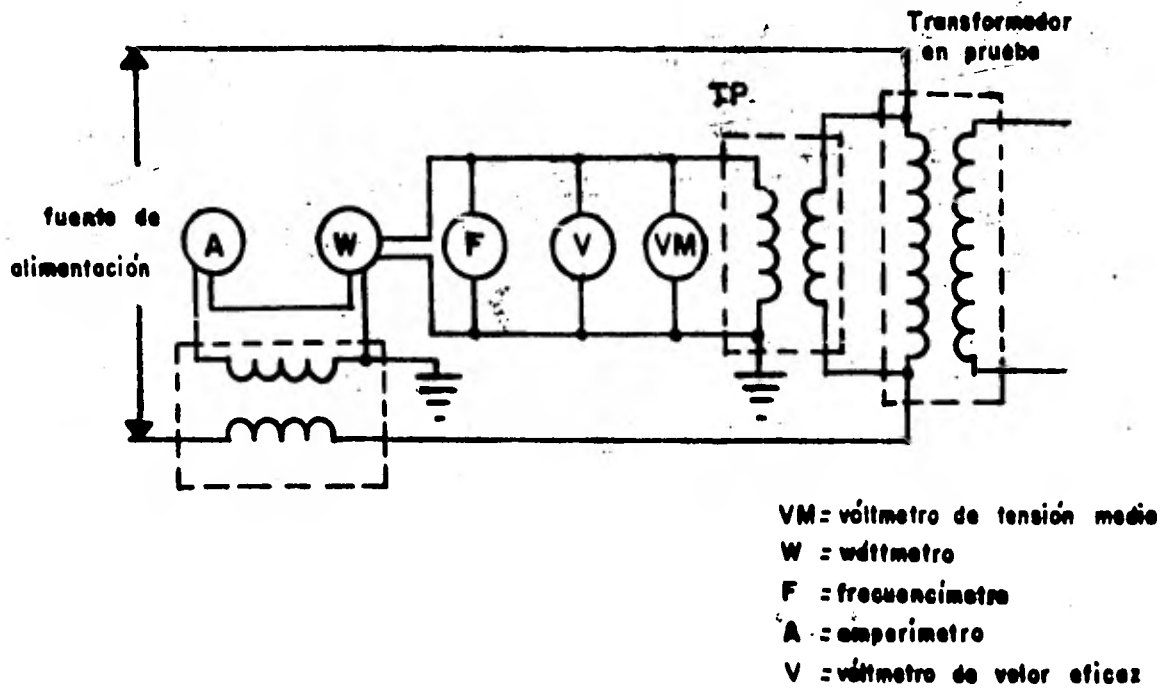 Transformador
en prueba
T.P.
fuente de
alimentación
A
W
F
V
VM
VM = vóltmetro de tensión media
W = wáttmetro
F = frecuencímetro
A = amperímetro
V = vóltmetro de valor eficaz